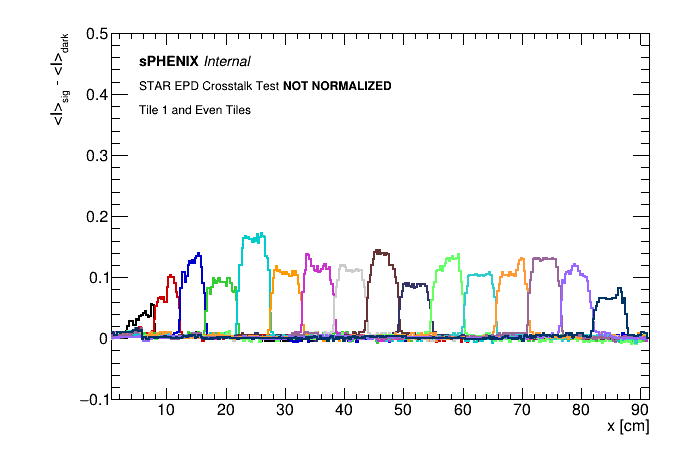 0.5
0.4
0.3
0.2
0.1
0
−0.1
<I>sig - <I>dark
sPHENIX Internal
STAR EPD Crosstalk Test NOT NORMALIZED
Tile 1 and Even Tiles
10 20 30 40 50 60 70 80 90
x [cm]